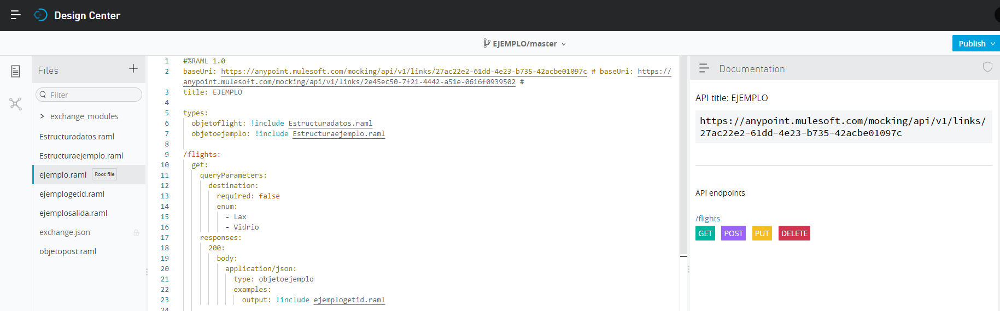 Design Center
EJEMPLO/master
Publish
Files
Filter
exchange_modules
Estructuradatos.raml
Estructuraejemplo.raml
ejemplo.raml Root file
ejemplogetid.raml
ejemplosalida.raml
exchange.json
objetopost.raml
1 #%RAML 1.0
2 baseUri: https://anypoint.mulesoft.com/mocking/api/v1/links/27ac22e2-61dd-4e23-b735-42acbe01097c # baseUri: https://
anypoint.mulesoft.com/mocking/api/v1/links/2e45ec50-7f21-4442-a51e-0616f0939502 #
3 title: EJEMPLO
4
5 types:
6 objetoflight: !include Estructuradatos.raml
7 objetoejemplo: !include Estructuraejemplo.raml
8
9 /flights:
10 get:
11 queryParameters:
12 destination:
13 required: false
14 enum:
15 - Lax
16 - Vidrio
17 responses:
18 200:
19 body:
20 application/json:
21 type: objetoejemplo
22 examples:
23 output: !include ejemplogetid.raml
24
Documentation
API title: EJEMPLO
https://anypoint.mulesoft.com/mocking/api/v1/links/
27ac22e2-61dd-4e23-b735-42acbe01097c
API endpoints
/flights
GET POST PUT DELETE